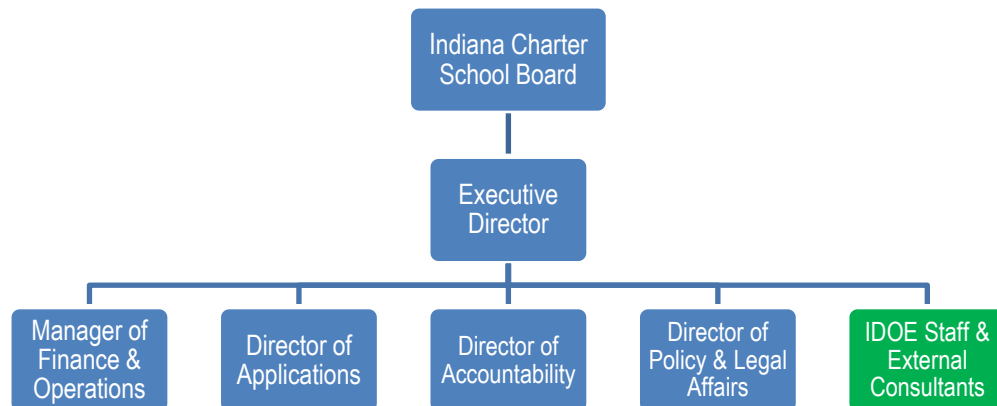 Indiana Charter
School Board
Executive
Director
Manager of
Finance &
Operations
Director of
Applications
Director of
Accountability
Director of
Policy & Legal
Affairs
IDOE Staff &
External
Consultants